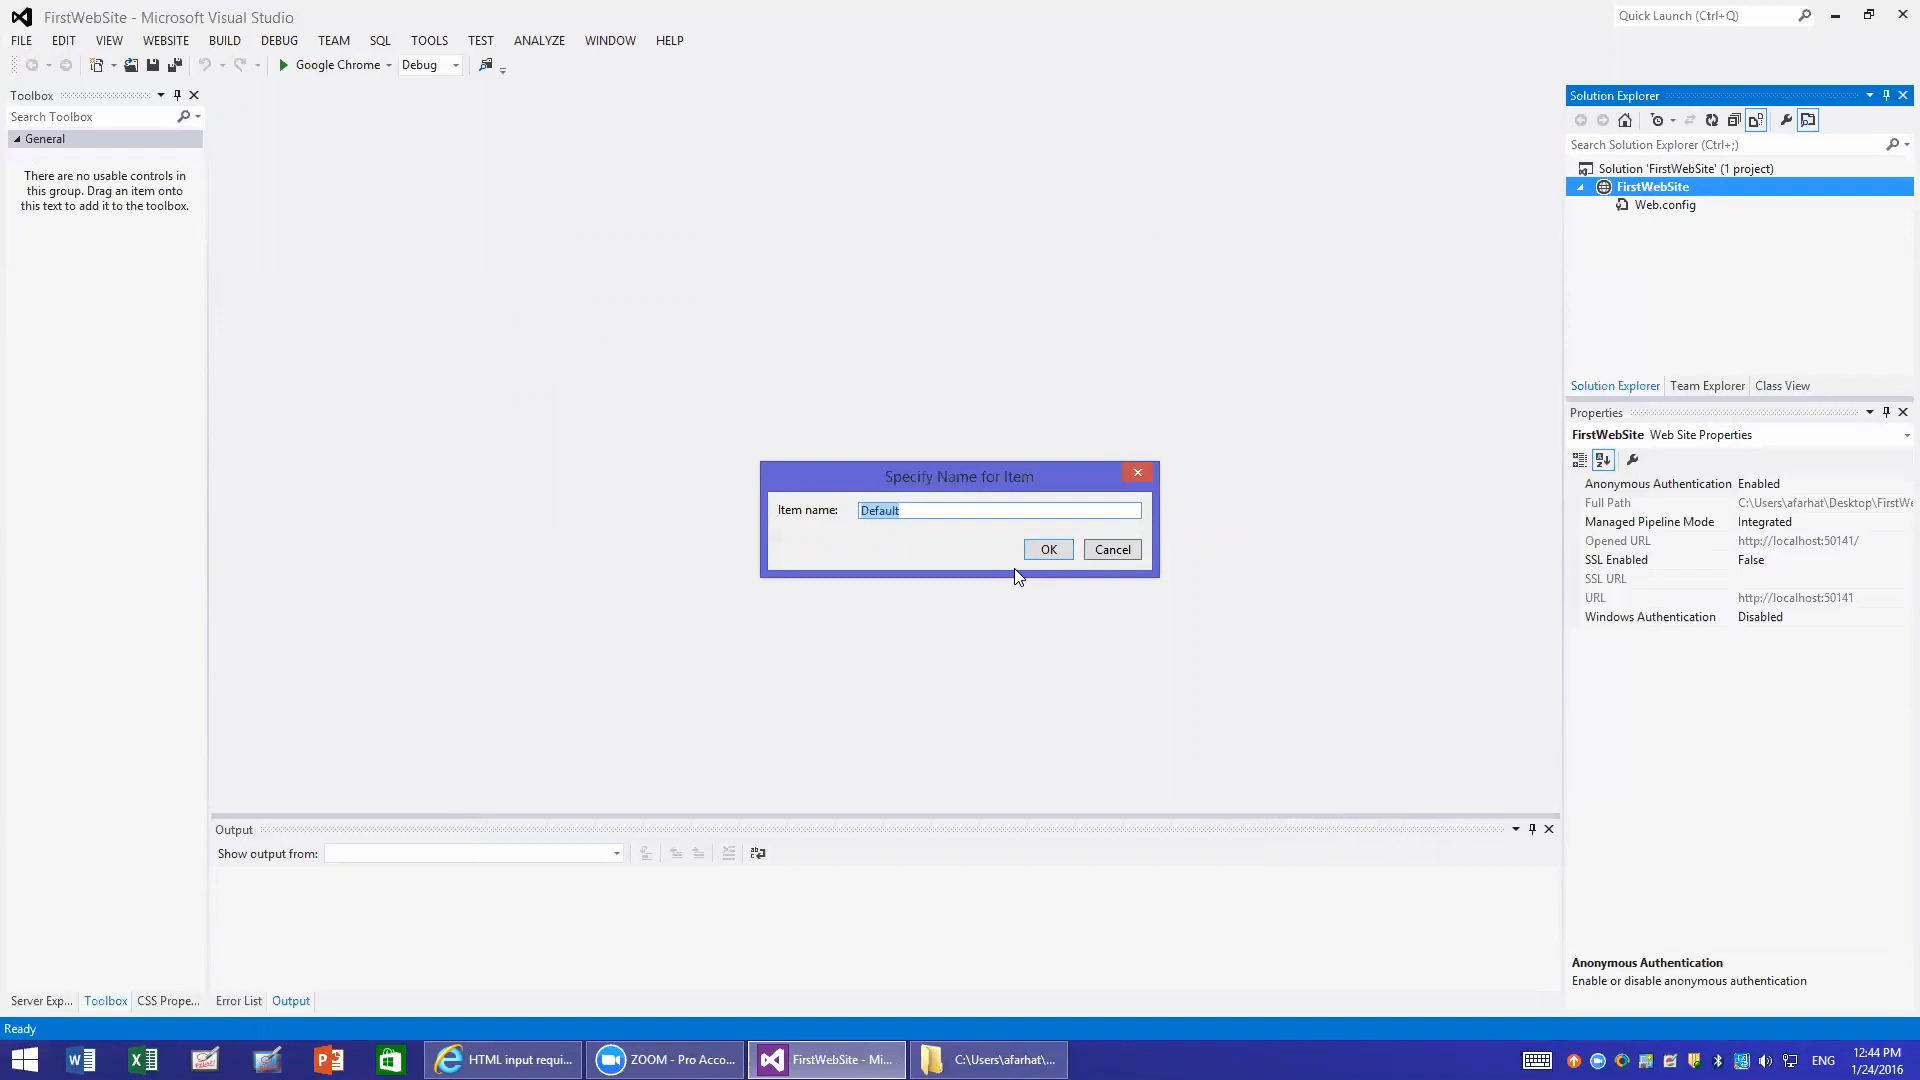 FirstWebSite - Microsoft Visual Studio
Quick Launch (Ctrl+Q)
FILE EDIT VIEW WEBSITE BUILD DEBUG TEAM SQL TOOLS TEST ANALYZE WINDOW HELP
Google Chrome Debug
Toolbox
Search Toolbox
General
There are no usable controls in
this group. Drag an item onto
this text to add it to the toolbox.
Specify Name for Item
Item name: Default
OK Cancel
Solution Explorer
Search Solution Explorer (Ctrl+;)
Solution 'FirstWebSite' (1 project)
FirstWebSite
Web.config
Solution Explorer Team Explorer Class View
Properties
FirstWebSite Web Site Properties
Anonymous Authentication Enabled
Full Path C:\Users\afarhat\Desktop\FirstWe
Managed Pipeline Mode Integrated
Opened URL http://localhost:50141/
SSL Enabled False
SSL URL
URL http://localhost:50141
Windows Authentication Disabled
Anonymous Authentication
Enable or disable anonymous authentication
Output
Show output from:
Server Exp... Toolbox CSS Prope... Error List Output
Ready
HTML input requi... ZOOM - Pro Acco... FirstWebSite - Mi... C:\Users\afarhat\...
ENG
12:44 PM
1/24/2016